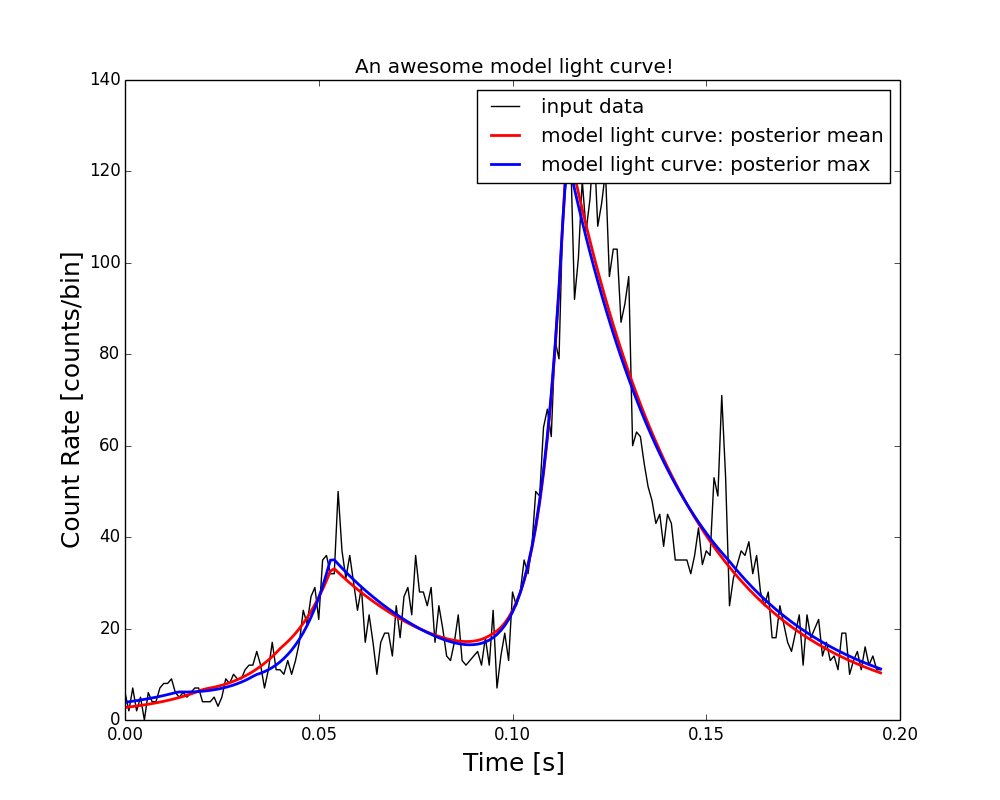 An awesome model light curve!
140
120
100
80
60
40
20
0
Count Rate [counts/bin]
input data
model light curve: posterior mean
model light curve: posterior max
0.00 0.05 0.10 0.15 0.20
Time [s]